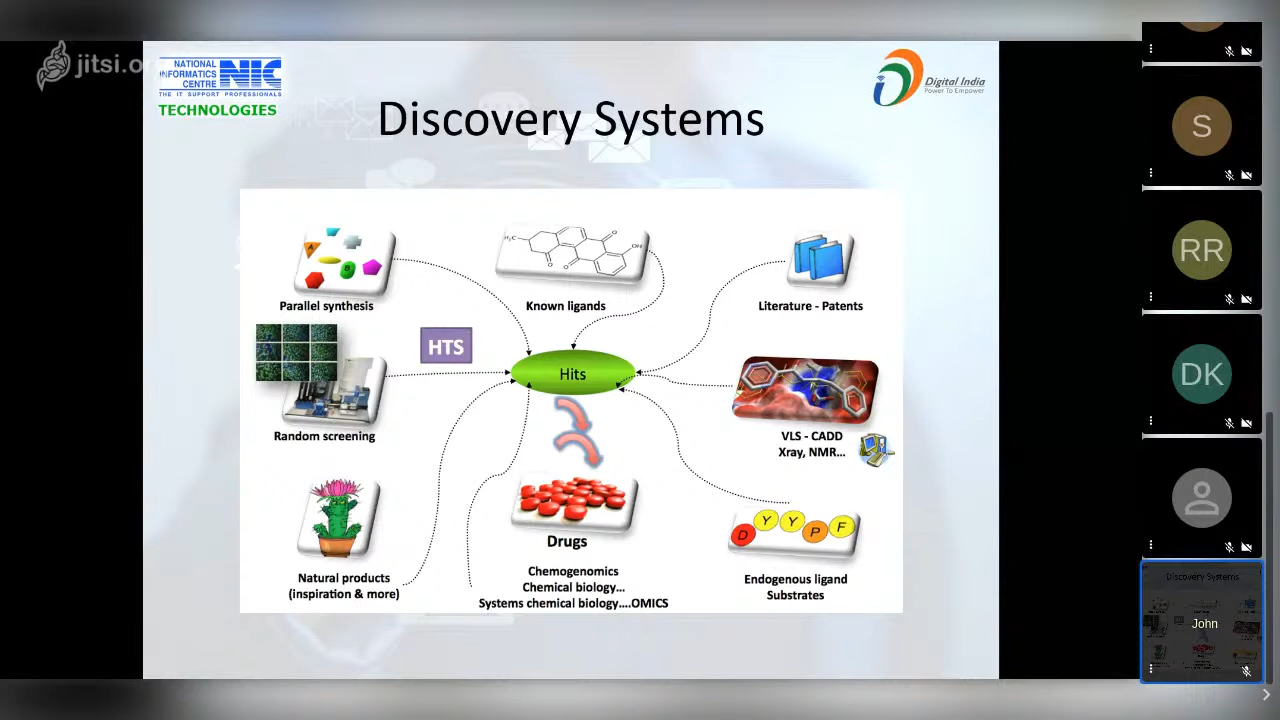 jitsi.or
NATIONAL
INFORMATICS
CENTRE
NIC
THE IT SUPPORT PROFESSIONALS
TECHNOLOGIES
Digital India
Power To Empower
Discovery Systems
A
B
Parallel synthesis
H₃C
O
O
O
OH
Known ligands
Literature - Patents
HTS
Random screening
Hits
VLS - CADD
Xray, NMR...
Natural products
(inspiration & more)
Drugs
Chemogenomics
Chemical biology...
Systems chemical biology....OMICS
D Y Y P F
Endogenous ligand
Substrates
S
RR
DK
Discovery Systems
John